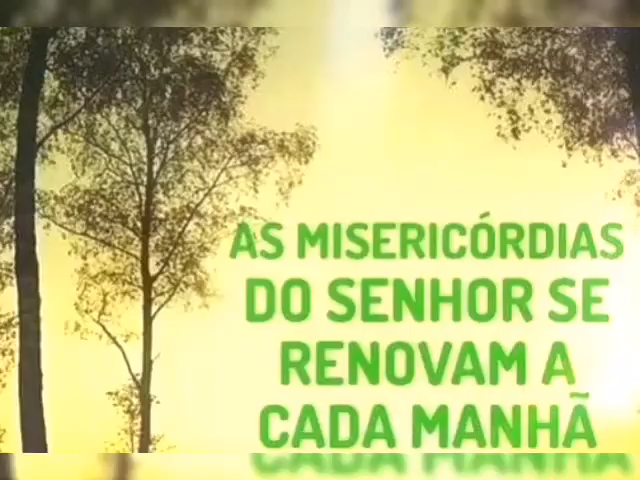 AS MISERICÓRDIAS
DO SENHOR SE
RENOVAM A
CADA MANHÃ